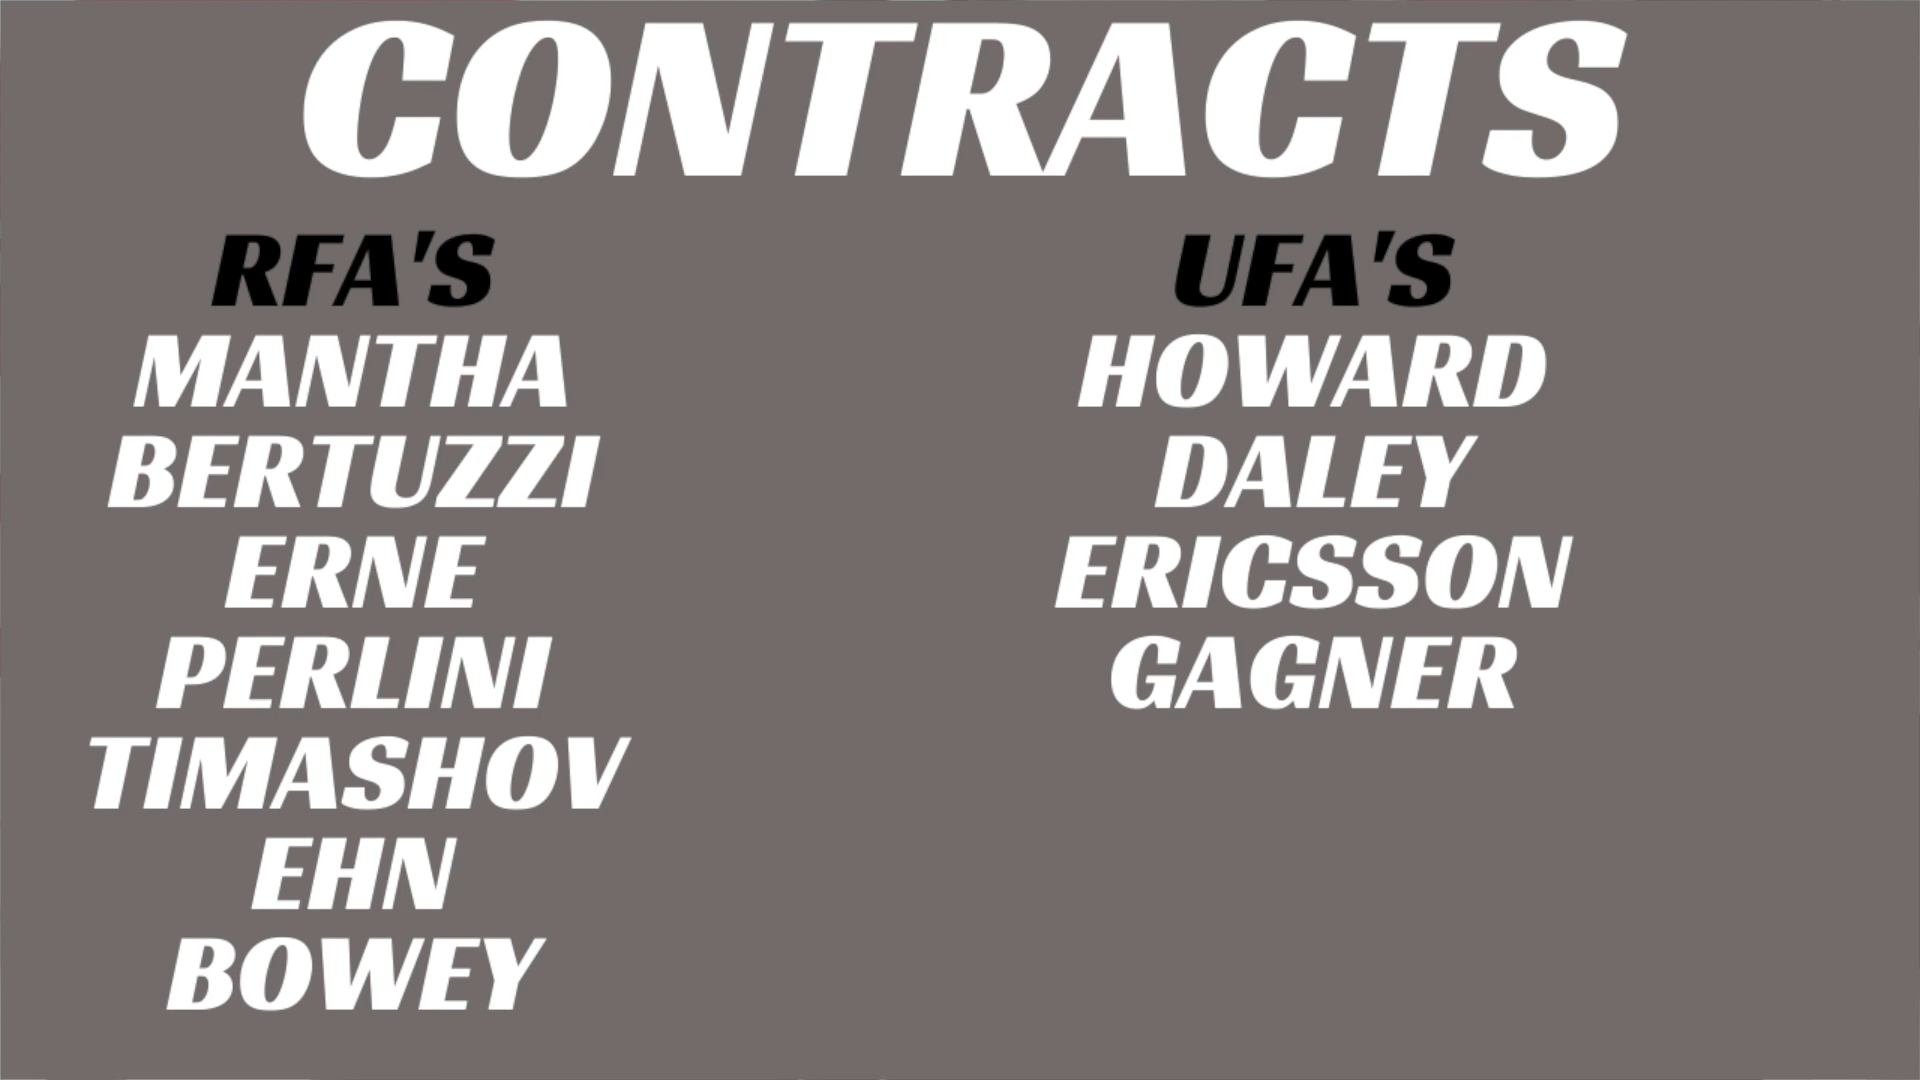 CONTRACTS
RFA'S
MANTHA
BERTUZZI
ERNE
PERLINI
TIMASHOV
EHN
BOWEY
UFA'S
HOWARD
DALEY
ERICSSON
GAGNER